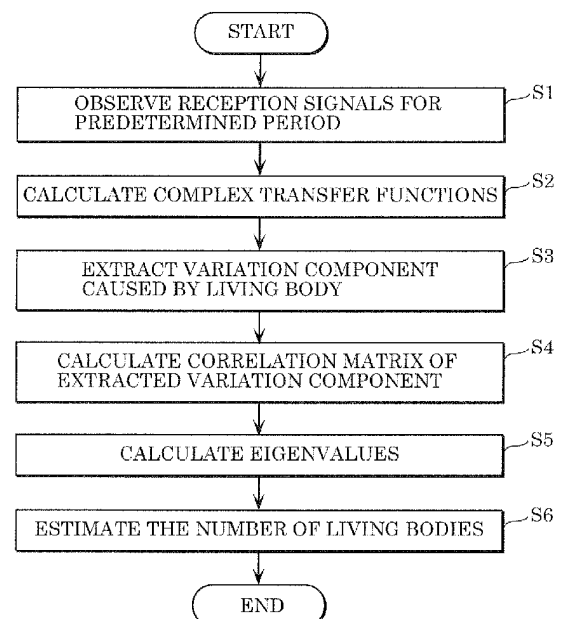 START
OBSERVE RECEPTION SIGNALS FOR
PREDETERMINED PERIOD
S1
CALCULATE COMPLEX TRANSFER FUNCTIONS
S2
EXTRACT VARIATION COMPONENT
CAUSED BY LIVING BODY
S3
CALCULATE CORRELATION MATRIX OF
EXTRACTED VARIATION COMPONENT
S4
CALCULATE EIGENVALUES
S5
ESTIMATE THE NUMBER OF LIVING BODIES
S6
END